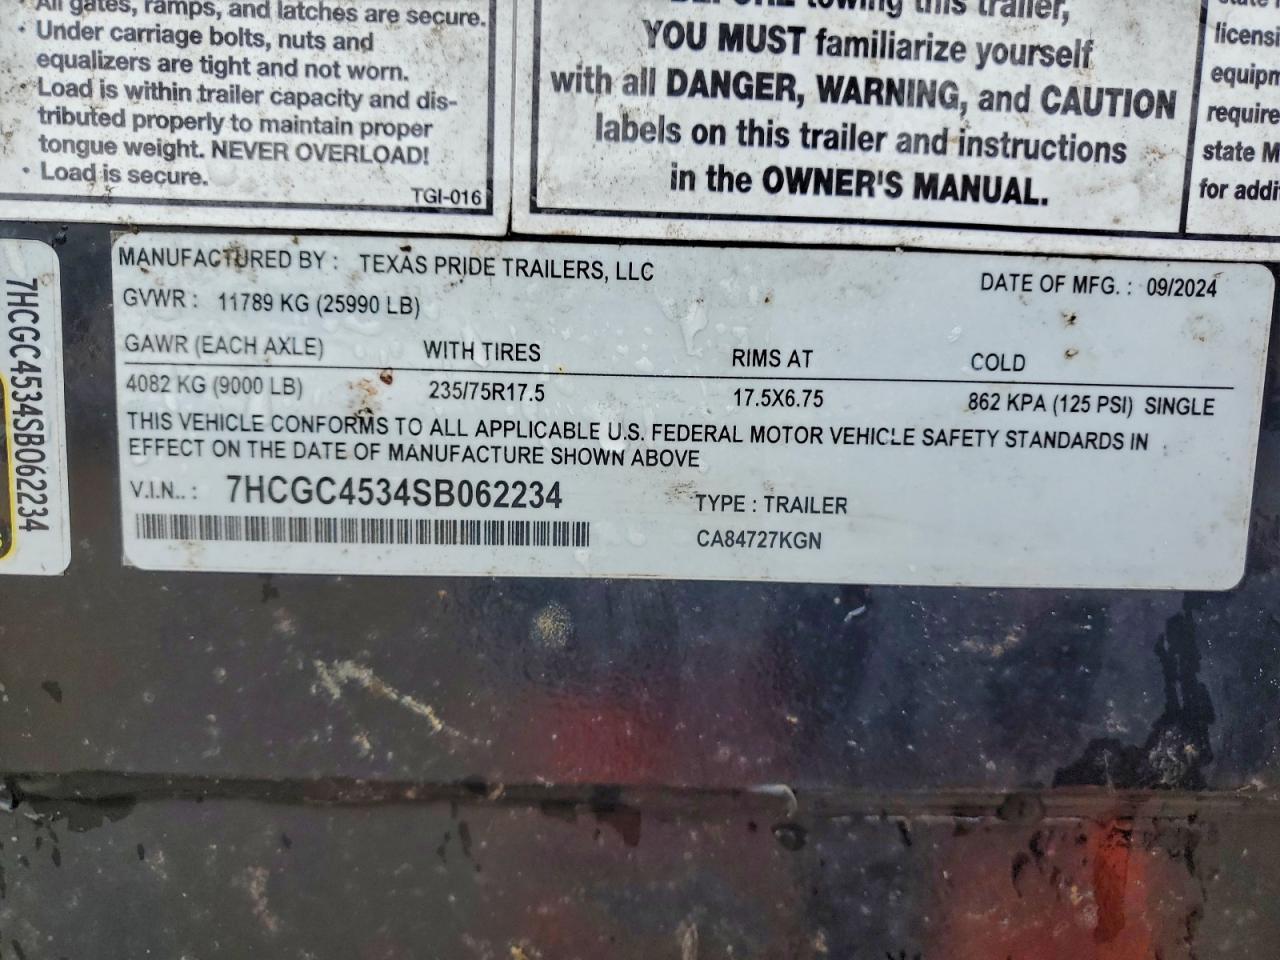 All gates, ramps, and latches are secure.
• Under carriage bolts, nuts and
equalizers are tight and not worn.
Load is within trailer capacity and dis-
tributed properly to maintain proper
tongue weight. NEVER OVERLOAD!
• Load is secure.
TGI-016
BEFORE towing this trailer,
YOU MUST familiarize yourself
with all DANGER, WARNING, and CAUTION
labels on this trailer and instructions
in the OWNER'S MANUAL.
licensi
equipm
require
state M
for addi
7HCGC4534SB062234
MANUFACTURED BY : TEXAS PRIDE TRAILERS, LLC
DATE OF MFG. : 09/2024
GVWR : 11789 KG (25990 LB)
GAWR (EACH AXLE) WITH TIRES RIMS AT COLD
4082 KG (9000 LB) 235/75R17.5 17.5X6.75 862 KPA (125 PSI) SINGLE
THIS VEHICLE CONFORMS TO ALL APPLICABLE U.S. FEDERAL MOTOR VEHICLE SAFETY STANDARDS IN
EFFECT ON THE DATE OF MANUFACTURE SHOWN ABOVE
V.I.N.. : 7HCGC4534SB062234
TYPE : TRAILER
CA84727KGN